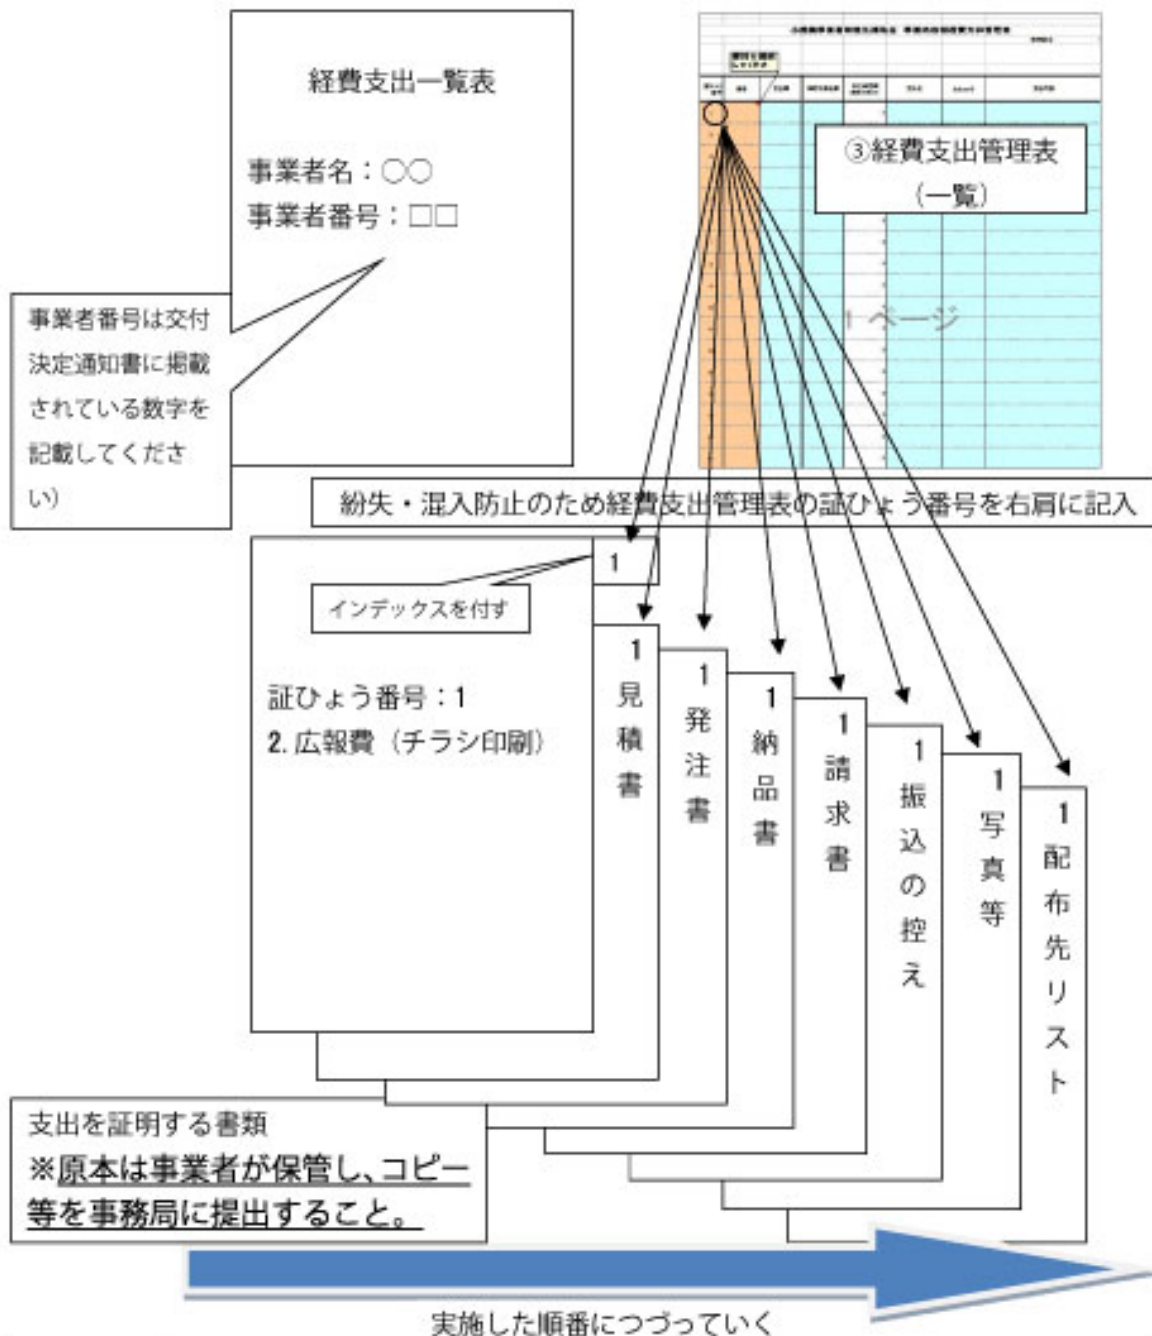 経費支出一覧表
事業者名：○○
事業者番号：□□
事業者番号は交付
決定通知書に掲載
されている数字を
記載してくださ
い）
③経費支出管理表
（一覧）
1 ページ
紛失・混入防止のため経費支出管理表の証ひょう番号を右肩に記入
1
インデックスを付す
証ひょう番号：1
2. 広報費（チラシ印刷）
1見積書
1発注書
1納品書
1請求書
1振込の控え
1写真等
1配布先リスト
支出を証明する書類
※原本は事業者が保管し、コピー
等を事務局に提出すること。
実施した順番につづっていく